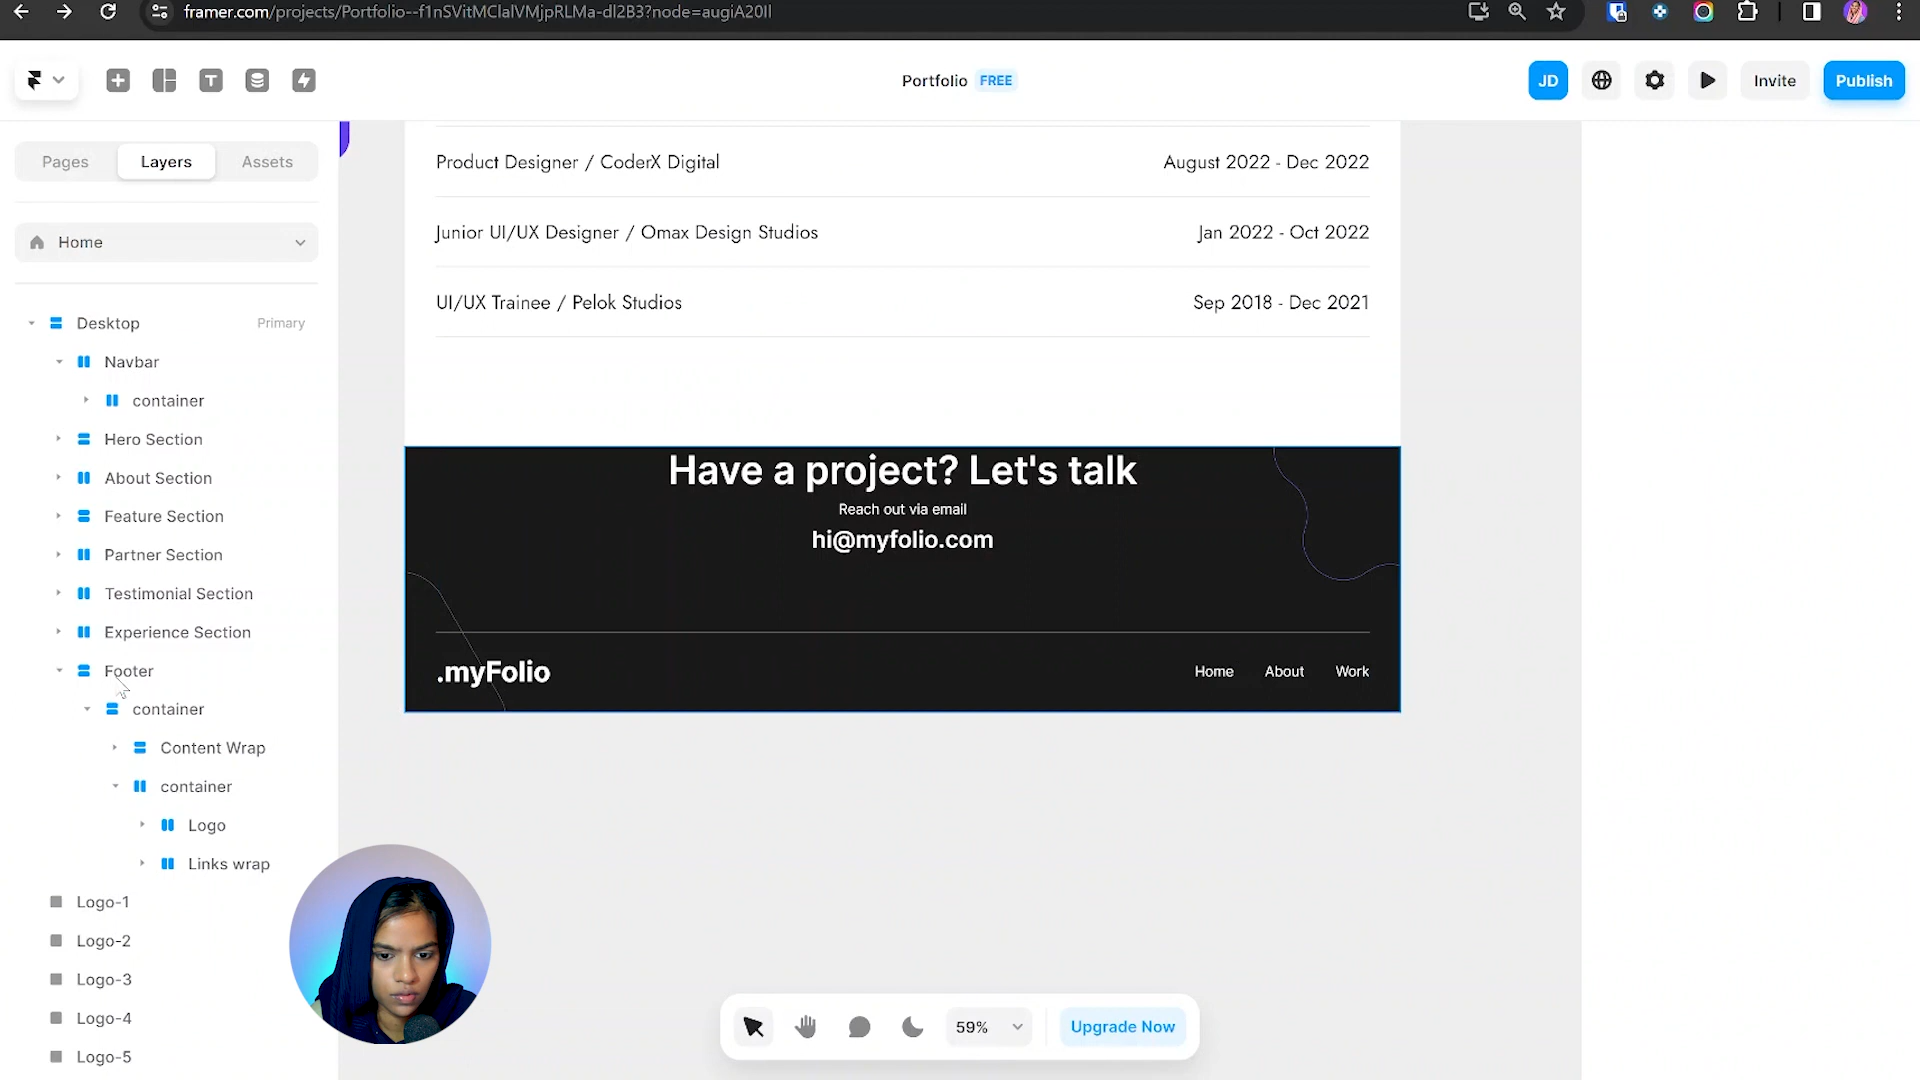 framer.com/projects/Portfolio--f1nSVitMClalVMjpRLMa-dl2B3?node=augiA20Il
Portfolio FREE
JD
Invite
Publish
Pages
Layers
Assets
Home
Desktop
Primary
Navbar
container
Hero Section
About Section
Feature Section
Partner Section
Testimonial Section
Experience Section
Footer
container
Content Wrap
container
Logo
Links wrap
Logo-1
Logo-2
Logo-3
Logo-4
Logo-5
Product Designer / CoderX Digital
August 2022 - Dec 2022
Junior UI/UX Designer / Omax Design Studios
Jan 2022 - Oct 2022
UI/UX Trainee / Pelok Studios
Sep 2018 - Dec 2021
Have a project? Let's talk
Reach out via email
hi@myfolio.com
.myFolio
Home
About
Work
59%
Upgrade Now